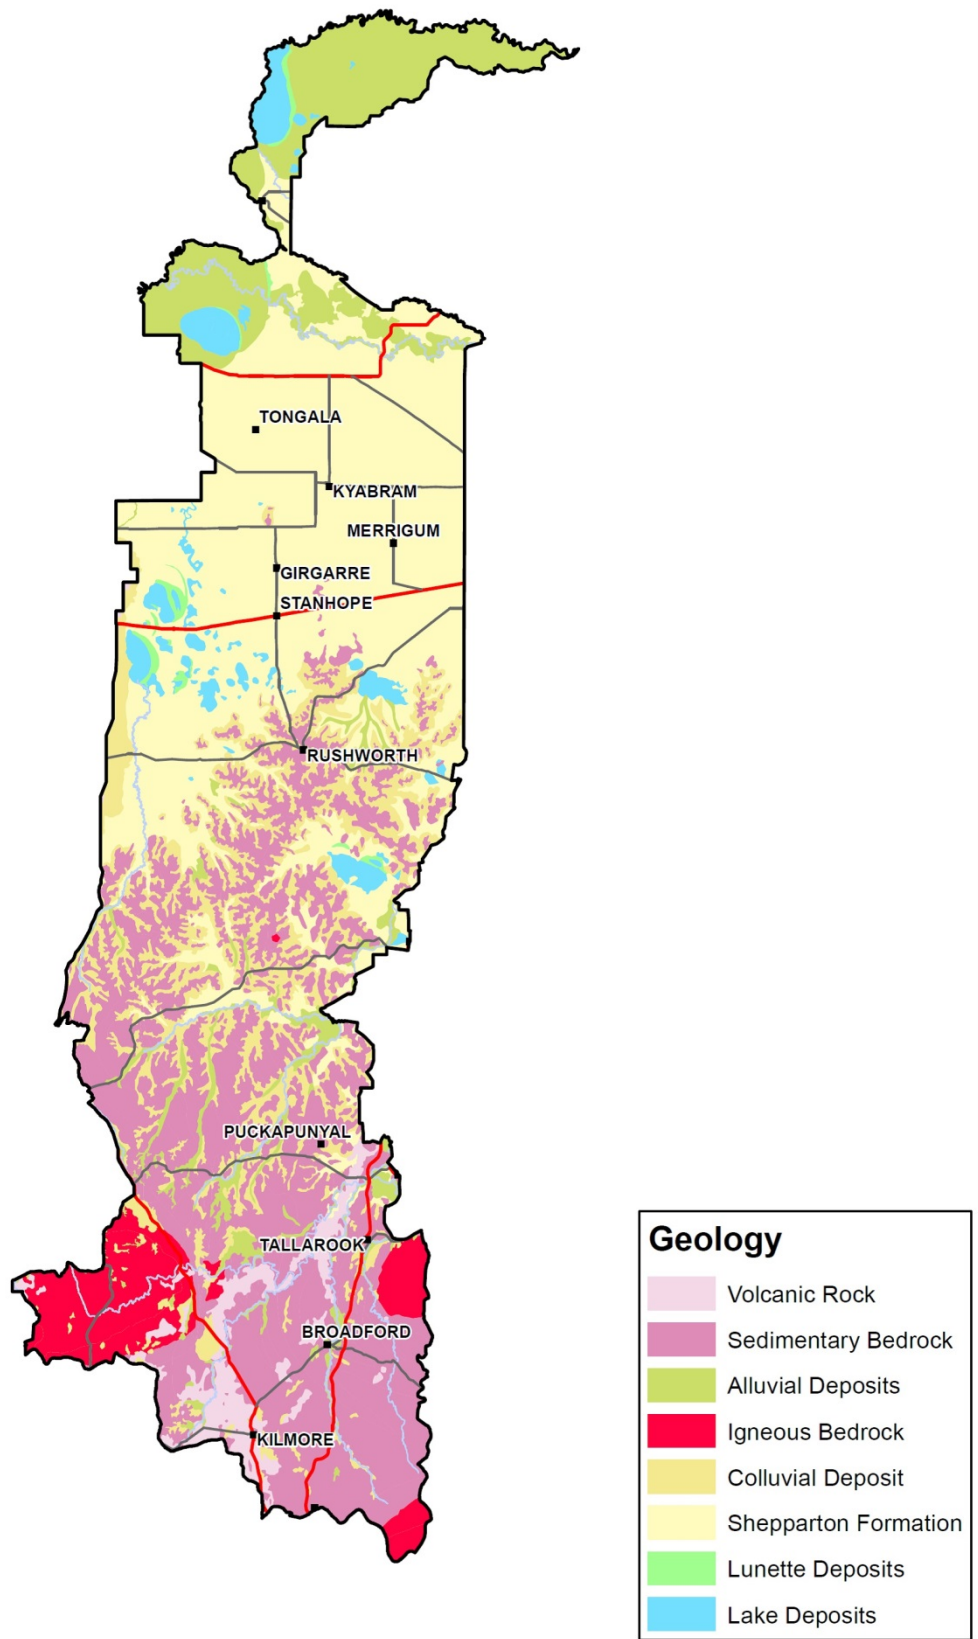 TONGALA
KYABRAM
MERRIGUM
GIRGARRE
STANHOPE
RUSHWORTH
PUCKAPUNYAL
TALLAROOK
BROADFORD
KILMORE
Geology
Volcanic Rock
Sedimentary Bedrock
Alluvial Deposits
Igneous Bedrock
Colluvial Deposit
Shepparton Formation
Lunette Deposits
Lake Deposits